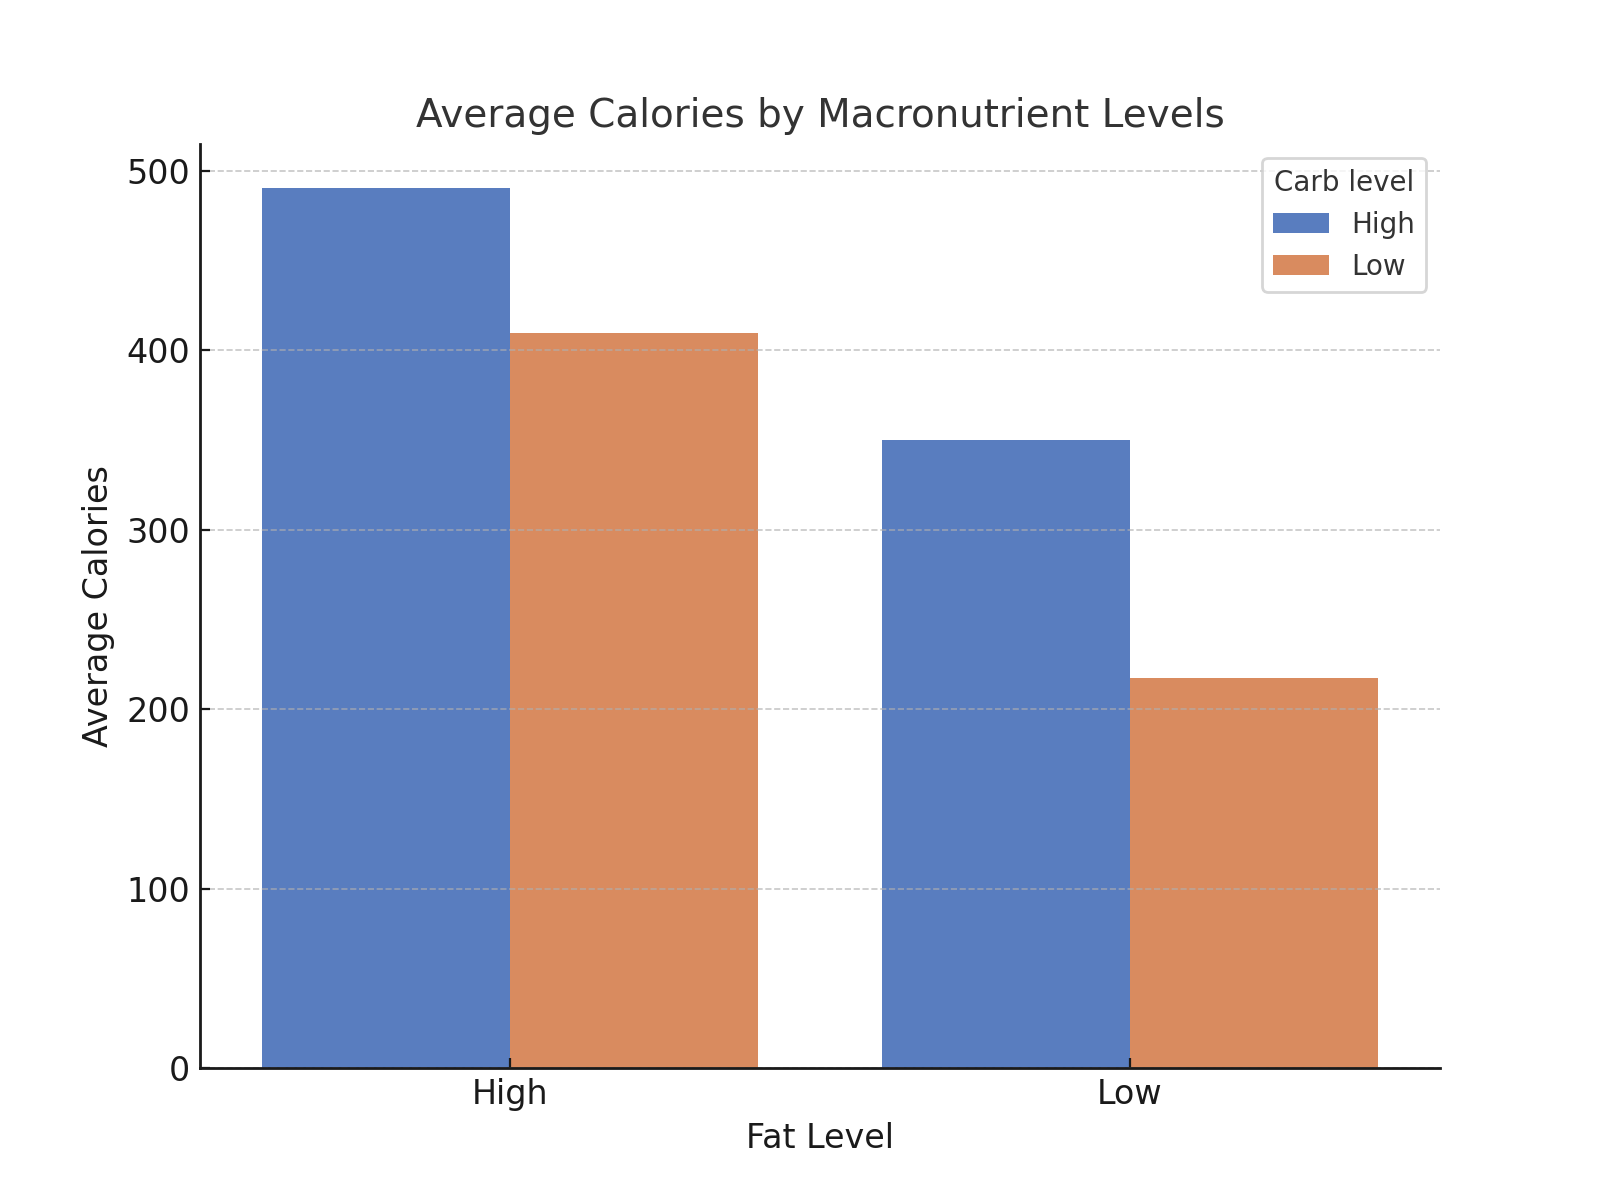 Average Calories by Macronutrient Levels
500
400
300
200
100
0
Average Calories
Carb level
High
Low
High
Low
Fat Level